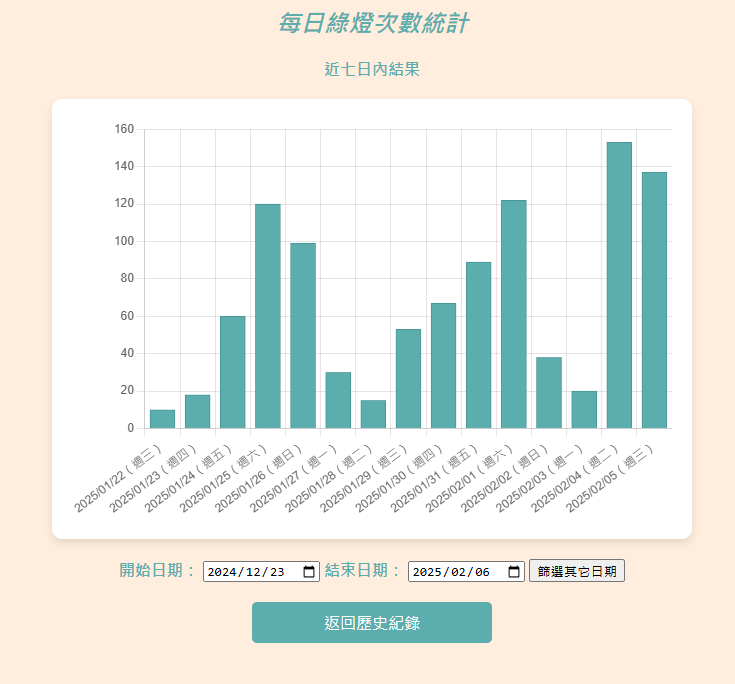 每日綠燈次數統計
近七日內結果
160
140
120
100
80
60
40
20
0
2025/01/22 ( 週三 )
2025/01/23 ( 週四 )
2025/01/24 ( 週五 )
2025/01/25 ( 週六 )
2025/01/26 ( 週日 )
2025/01/27 ( 週一 )
2025/01/28 ( 週二 )
2025/01/29 ( 週三 )
2025/01/30 ( 週四 )
2025/01/31 ( 週五 )
2025/02/01 ( 週六 )
2025/02/02 ( 週日 )
2025/02/03 ( 週一 )
2025/02/04 ( 週二 )
2025/02/05 ( 週三 )
開始日期： 2024/12/23 結束日期： 2025/02/06 篩選其它日期
返回歷史紀錄